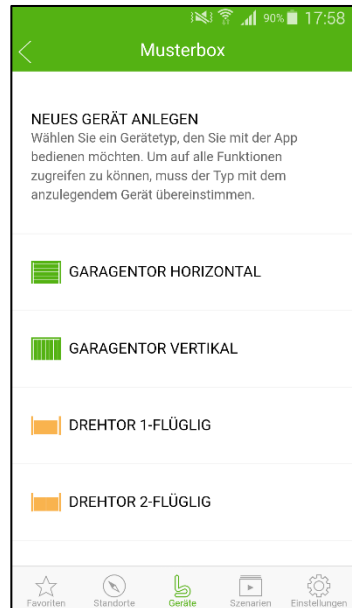 90% 17:58
Musterbox
NEUES GERÄT ANLEGEN
Wählen Sie ein Gerätetyp, den Sie mit der App
bedienen möchten. Um auf alle Funktionen
zugreifen zu können, muss der Typ mit dem
anzulegendem Gerät übereinstimmen.
GARAGENTOR HORIZONTAL
GARAGENTOR VERTIKAL
DREHTOR 1-FLÜGLIG
DREHTOR 2-FLÜGLIG
Favoriten Standorte Geräte Szenarien Einstellungen